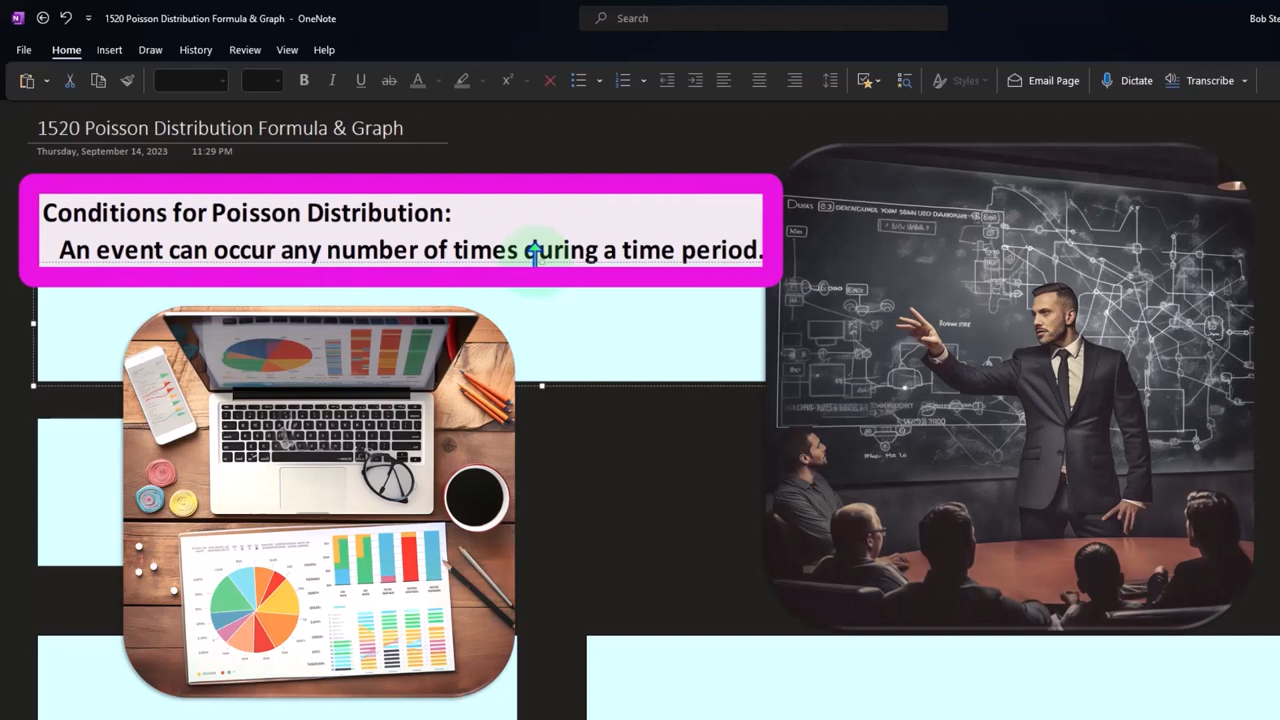 1520 Poisson Distribution Formula & Graph - OneNote
Search
Bob Ste
File Home Insert Draw History Review View Help
Styles
Email Page
Dictate
Transcribe
1520 Poisson Distribution Formula & Graph
Thursday, September 14, 2023 11:29 PM
Conditions for Poisson Distribution:
An event can occur any number of times during a time period.